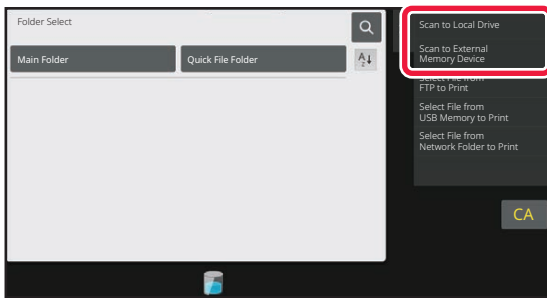 Folder Select
Main Folder
Quick File Folder
A
Z
Scan to Local Drive
Scan to External
Memory Device
Select File from
FTP to Print
Select File from
USB Memory to Print
Select File from
Network Folder to Print
CA